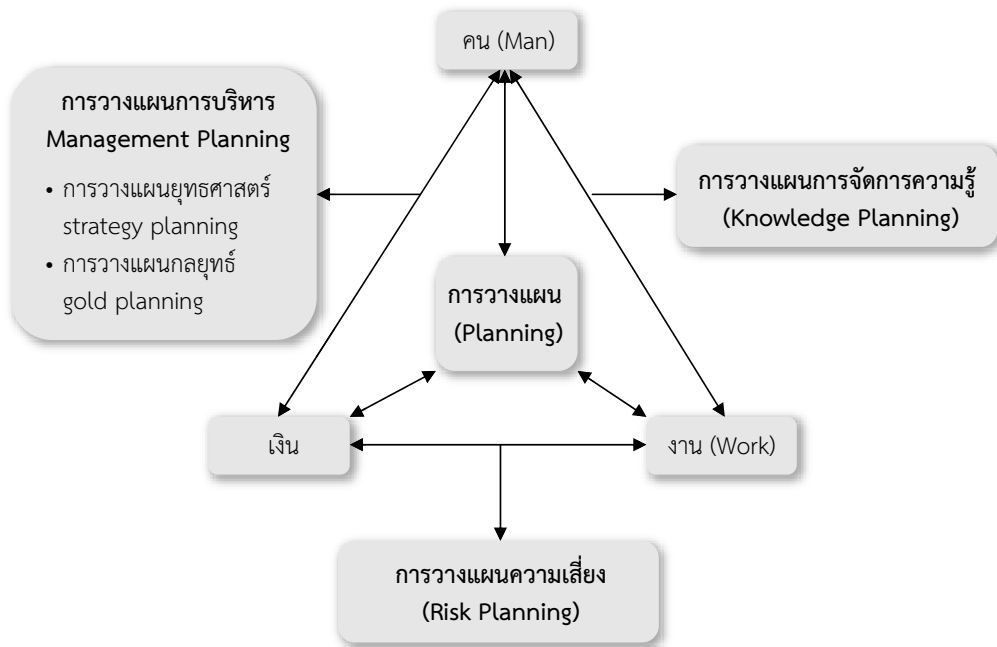 คน (Man)
การวางแผนการบริหาร
Management Planning
• การวางแผนยุทธศาสตร์
strategy planning
• การวางแผนกลยุทธ์
gold planning
การวางแผนการจัดการความรู้
(Knowledge Planning)
การวางแผน
(Planning)
เงิน
งาน (Work)
การวางแผนความเสี่ยง
(Risk Planning)